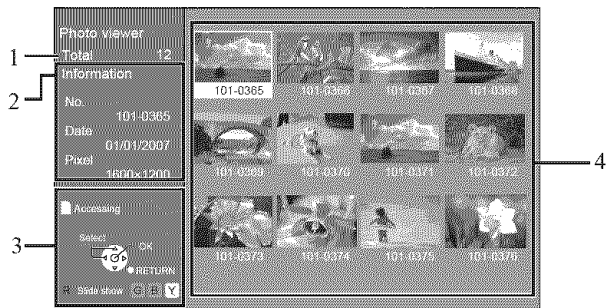 Photo viewer
1
Total 12
2
Information
No.
101-0365
Date
01/01/2007
Pixel
1600×1200
3
Accessing
Select
OK
RETURN
R Slide show G B Y
101-0365 101-0366 101-0367 101-0368
101-0369 101-0370 101-0371 101-0372
101-0373 101-0374 101-0375 101-0376
4